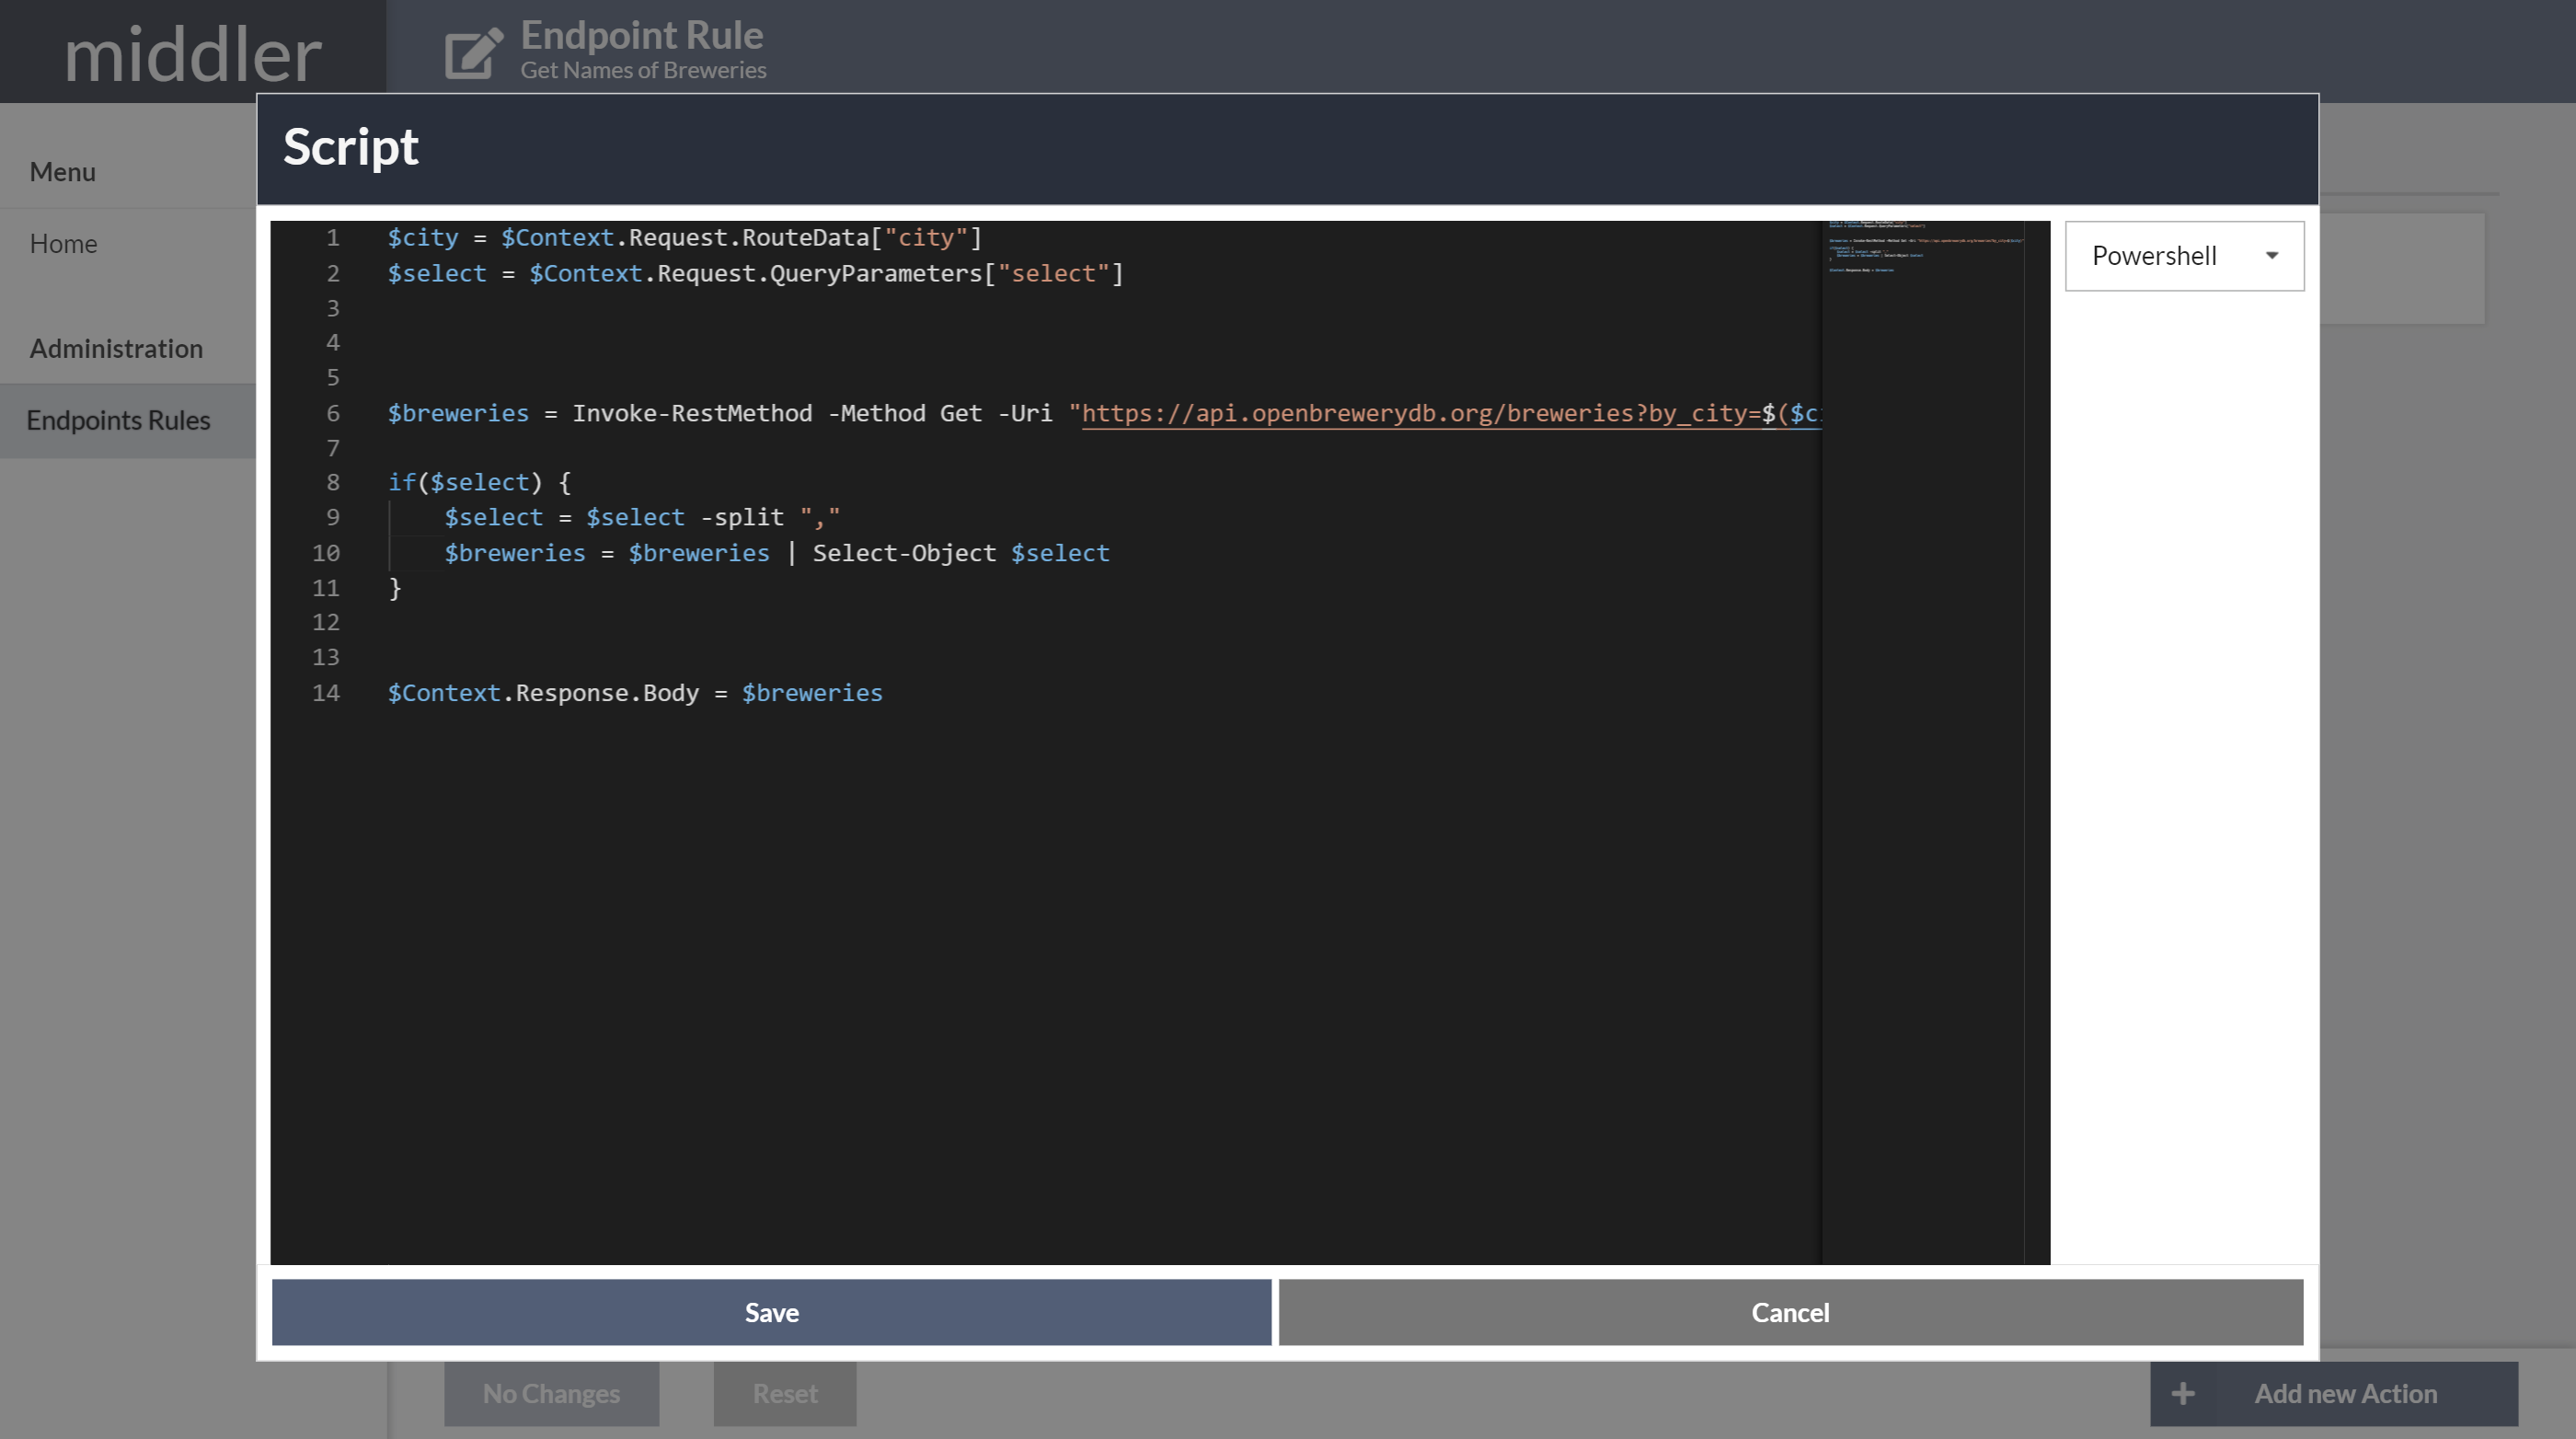 middler
Endpoint Rule
Get Names of Breweries
Menu
Home
Administration
Endpoints Rules
Script
1 $city = $Context.Request.RouteData["city"]
2 $select = $Context.Request.QueryParameters["select"]
3
4
5
6 $breweries = Invoke-RestMethod -Method Get -Uri "https://api.openbrewerydb.org/breweries?by_city=$($c
7
8 if($select) {
9 $select = $select -split ","
10 $breweries = $breweries | Select-Object $select
11 }
12
13
14 $Context.Response.Body = $breweries
Powershell
Save
Cancel
No Changes
Reset
+ Add new Action